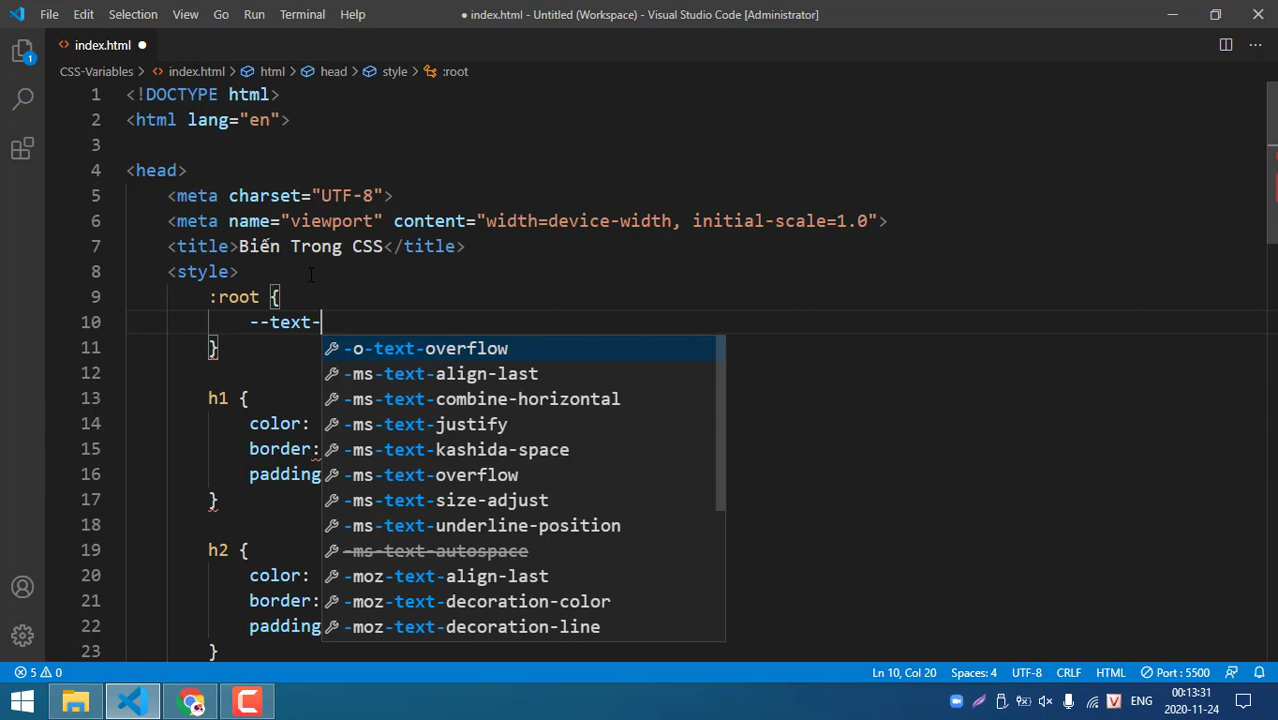 File Edit Selection View Go Run Terminal Help ● index.html - Untitled (Workspace) - Visual Studio Code [Administrator]
index.html
CSS-Variables > index.html > html > head > style > :root
1 <!DOCTYPE html>
2 <html lang="en">
3
4 <head>
5 <meta charset="UTF-8">
6 <meta name="viewport" content="width=device-width, initial-scale=1.0">
7 <title>Biến Trong CSS</title>
8 <style>
9 :root {
10 --text-
11 }
-o-text-overflow
12 -ms-text-align-last
13 h1 { -ms-text-combine-horizontal
14 color: -ms-text-justify
15 border: -ms-text-kashida-space
16 padding -ms-text-overflow
17 } -ms-text-size-adjust
18 -ms-text-underline-position
19 h2 { -ms-text-autospace
20 color: -moz-text-align-last
21 border: -moz-text-decoration-color
22 padding -moz-text-decoration-line
23 }
1
5 0 Ln 10, Col 20 Spaces: 4 UTF-8 CRLF HTML Port : 5500
V ENG 00:13:31
2020-11-24